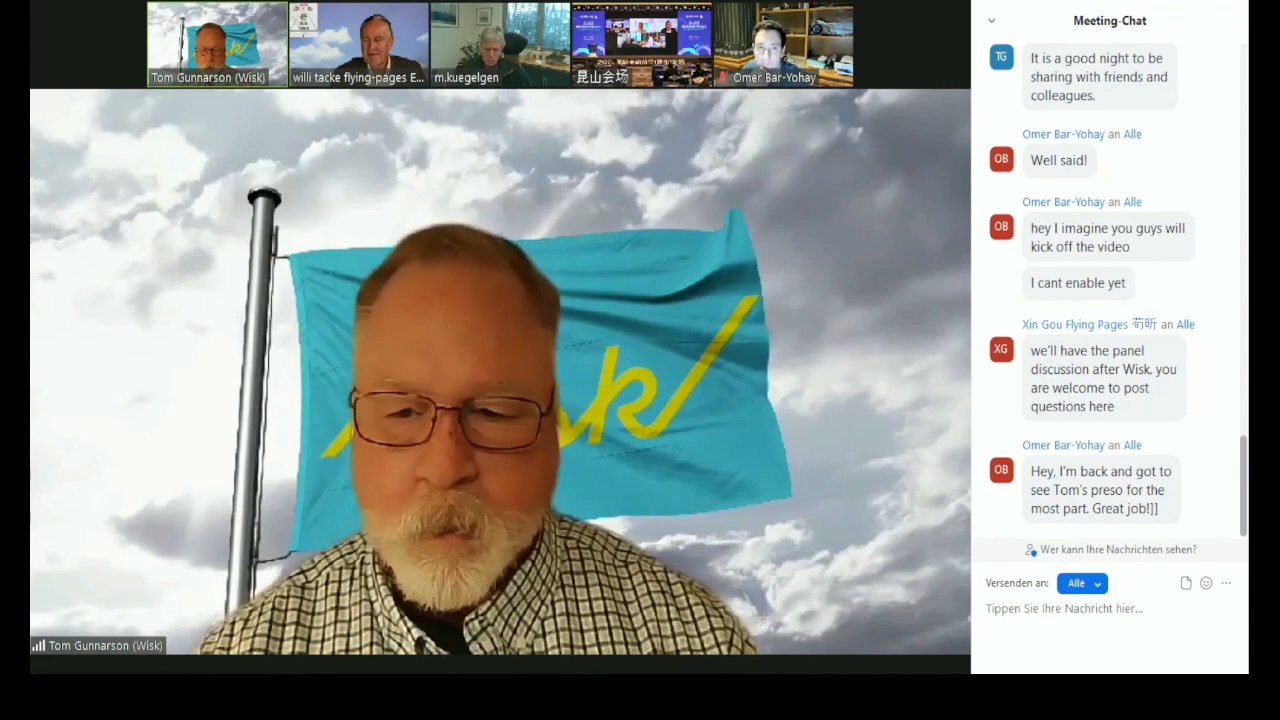 Tom Gunnarson (Wisk)
willi tacke flying-pages E...
m.kuegelgen
昆山会场
Omer Bar-Yohay
sk
Tom Gunnarson (Wisk)
Meeting-Chat
TG
It is a good night to be
sharing with friends and
colleagues.
Omer Bar-Yohay an Alle
OB
Well said!
Omer Bar-Yohay an Alle
OB
hey I imagine you guys will
kick off the video
I cant enable yet
Xin Gou Flying Pages 苟昕 an Alle
XG
we'll have the panel
discussion after Wisk. you
are welcome to post
questions here
Omer Bar-Yohay an Alle
OB
Hey, I'm back and got to
see Tom's preso for the
most part. Great job!]]
Wer kann Ihre Nachrichten sehen?
Versenden an: Alle
Tippen Sie Ihre Nachricht hier...